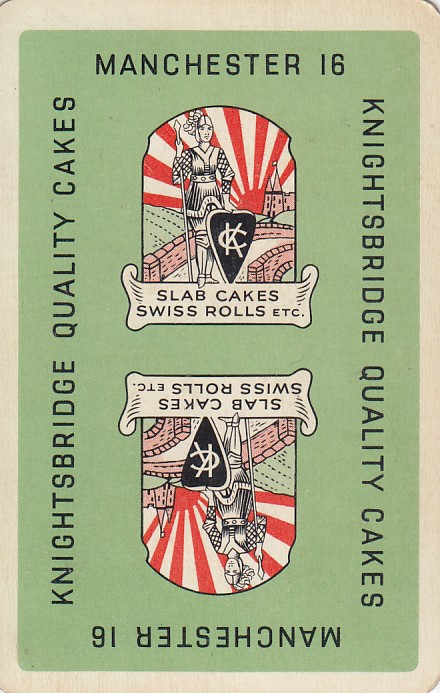 MANCHESTER 16
KNIGHTSBRIDGE QUALITY CAKES
KNIGHTSBRIDGE QUALITY CAKES
KC
SLAB CAKES
SWISS ROLLS ETC.
SLAB CAKES
SWISS ROLLS ETC.
KC
MANCHESTER 16